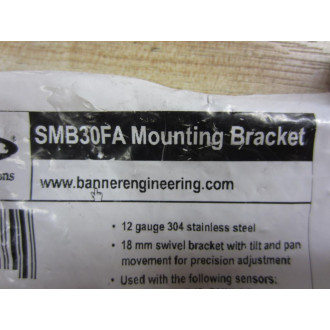 SMB30FA Mounting Bracket
ons
www.bannerengineering.com
• 12 gauge 304 stainless steel
• 18 mm swivel bracket with tilt and pan
movement for precision adjustment
• Used with the following sensors: